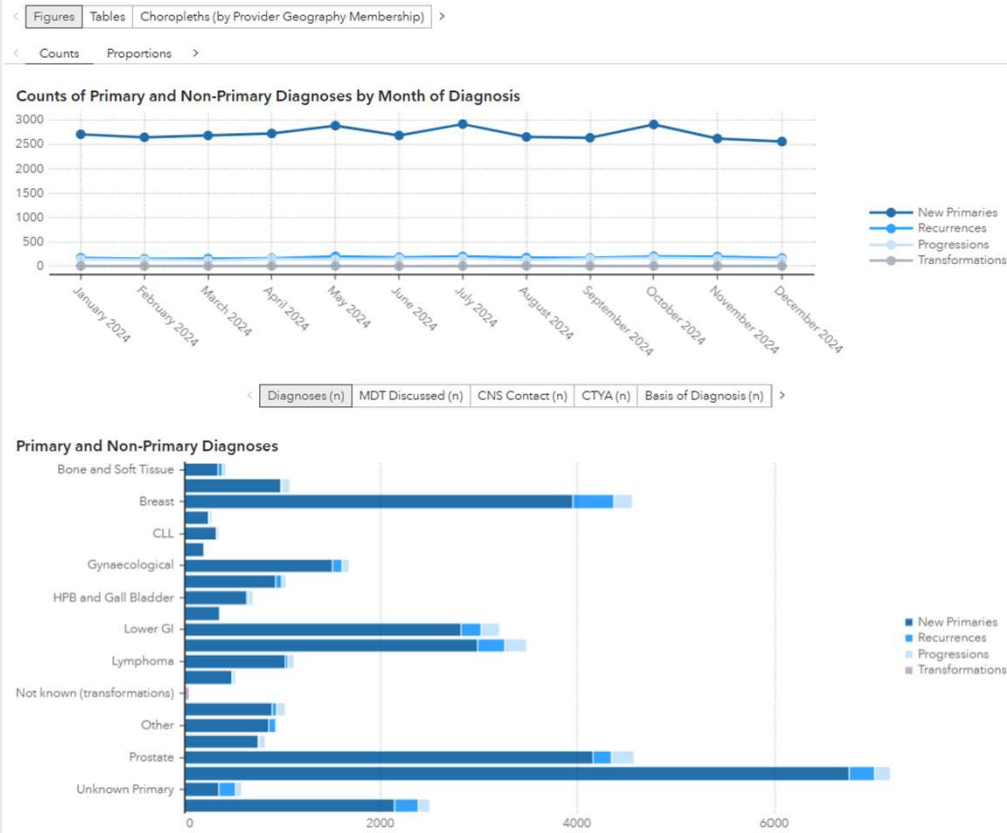 Figures Tables Choropleths (by Provider Geography Membership)
Counts Proportions
Counts of Primary and Non-Primary Diagnoses by Month of Diagnosis
3000
2500
2000
1500
1000
500
0
New Primaries
Recurrences
Progressions
Transformations
January 2024
February 2024
March 2024
April 2024
May 2024
June 2024
July 2024
August 2024
September 2024
October 2024
November 2024
December 2024
Diagnoses (n) MDT Discussed (n) CNS Contact (n) CTYA (n) Basis of Diagnosis (n)
Primary and Non-Primary Diagnoses
Bone and Soft Tissue
Breast
CLL
Gynaecological
HPB and Gall Bladder
Lower GI
Lymphoma
Not known (transformations)
Other
Prostate
Unknown Primary
0 2000 4000 6000
New Primaries
Recurrences
Progressions
Transformations